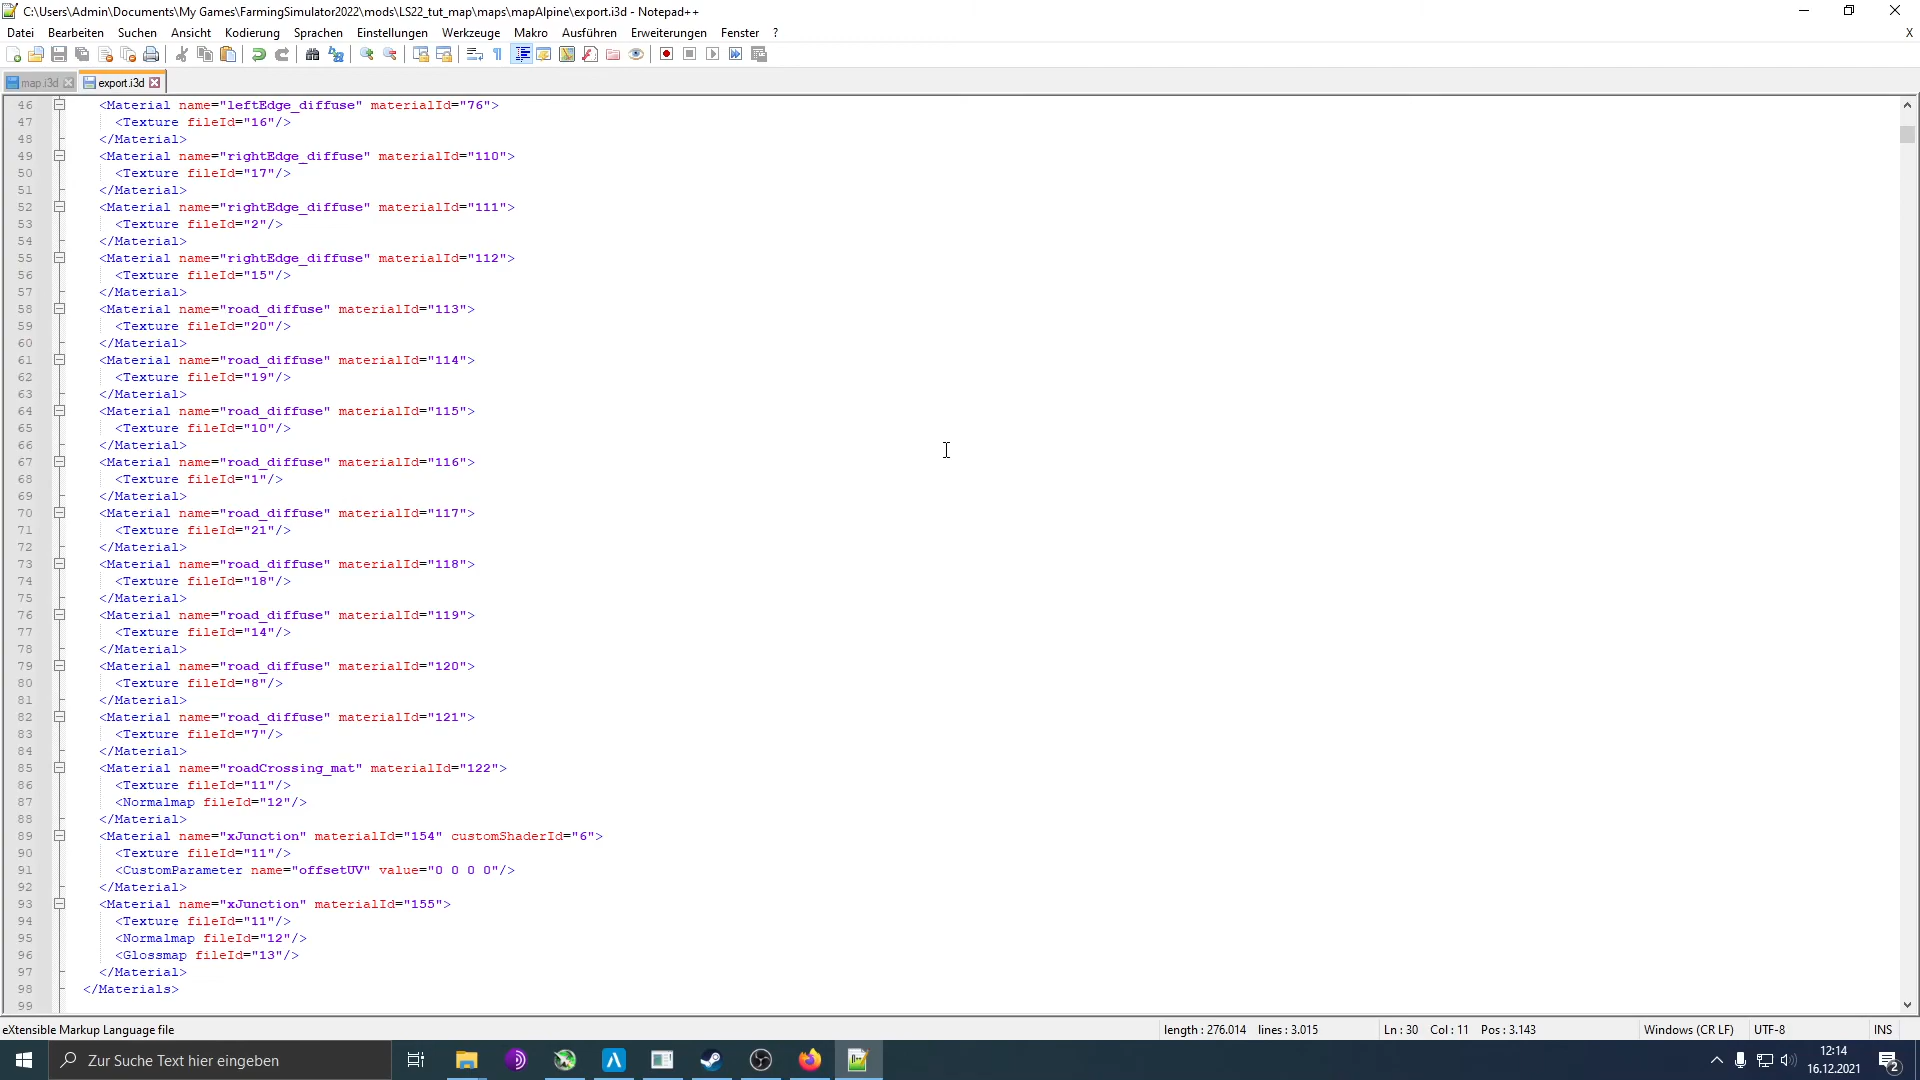 C:\Users\Admin\Documents\My Games\FarmingSimulator2022\mods\LS22_tut_map\maps\mapAlpine\export.i3d - Notepad++
Datei Bearbeiten Suchen Ansicht Kodierung Sprachen Einstellungen Werkzeuge Makro Ausführen Erweiterungen Fenster ? X
map.i3d export.i3d
46 <Material name="leftEdge_diffuse" materialId="76">
47 <Texture fileId="16"/>
48 </Material>
49 <Material name="rightEdge_diffuse" materialId="110">
50 <Texture fileId="17"/>
51 </Material>
52 <Material name="rightEdge_diffuse" materialId="111">
53 <Texture fileId="2"/>
54 </Material>
55 <Material name="rightEdge_diffuse" materialId="112">
56 <Texture fileId="15"/>
57 </Material>
58 <Material name="road_diffuse" materialId="113">
59 <Texture fileId="20"/>
60 </Material>
61 <Material name="road_diffuse" materialId="114">
62 <Texture fileId="19"/>
63 </Material>
64 <Material name="road_diffuse" materialId="115">
65 <Texture fileId="10"/>
66 </Material>
67 <Material name="road_diffuse" materialId="116">
68 <Texture fileId="1"/>
69 </Material>
70 <Material name="road_diffuse" materialId="117">
71 <Texture fileId="21"/>
72 </Material>
73 <Material name="road_diffuse" materialId="118">
74 <Texture fileId="18"/>
75 </Material>
76 <Material name="road_diffuse" materialId="119">
77 <Texture fileId="14"/>
78 </Material>
79 <Material name="road_diffuse" materialId="120">
80 <Texture fileId="8"/>
81 </Material>
82 <Material name="road_diffuse" materialId="121">
83 <Texture fileId="7"/>
84 </Material>
85 <Material name="roadCrossing_mat" materialId="122">
86 <Texture fileId="11"/>
87 <Normalmap fileId="12"/>
88 </Material>
89 <Material name="xJunction" materialId="154" customShaderId="6">
90 <Texture fileId="11"/>
91 <CustomParameter name="offsetUV" value="0 0 0 0"/>
92 </Material>
93 <Material name="xJunction" materialId="155">
94 <Texture fileId="11"/>
95 <Normalmap fileId="12"/>
96 <Glossmap fileId="13"/>
97 </Material>
98 </Materials>
99
eXtensible Markup Language file length : 276.014 lines : 3.015 Ln : 30 Col : 11 Pos : 3.143 Windows (CR LF) UTF-8 INS
Zur Suche Text hier eingeben 12:14
16.12.2021 2